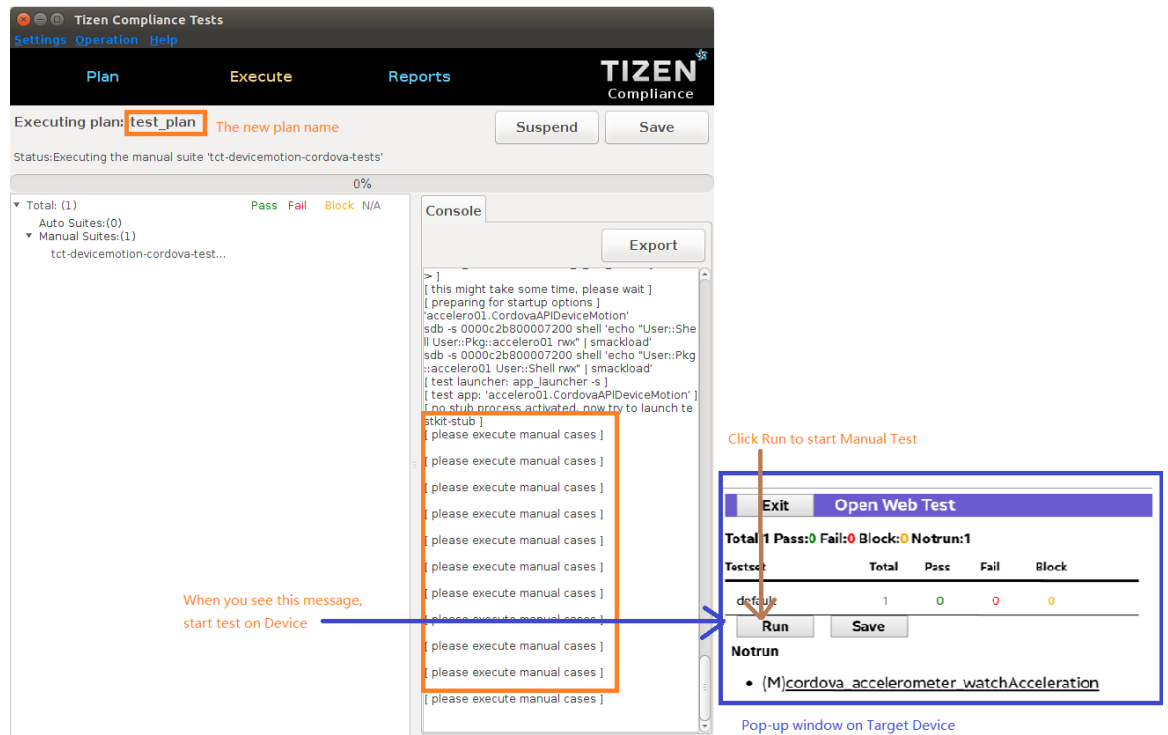 Tizen Compliance Tests
Settings Operation Help
Plan Execute Reports
TIZEN
Compliance
Executing plan: test_plan
The new plan name
Suspend Save
Status:Executing the manual suite 'tct-devicemotion-cordova-tests'
0%
Total: (1) Pass Fail Block N/A
Auto Suites:(0)
Manual Suites:(1)
tct-devicemotion-cordova-test...
Console
Export
> ]
[ this might take some time, please wait ]
[ preparing for startup options ]
'accelero01.CordovaAPIDeviceMotion'
sdb -s 0000c2b800007200 shell 'echo "User::She
ll User::Pkg::accelero01 rwx" | smackload'
sdb -s 0000c2b800007200 shell 'echo "User::Pkg
::accelero01 User::Shell rwx" | smackload'
[ test launcher: app_launcher -s ]
[ test app: 'accelero01.CordovaAPIDeviceMotion' ]
[ no stub process activated, now try to launch te
stkit-stub ]
[ please execute manual cases ]
[ please execute manual cases ]
[ please execute manual cases ]
[ please execute manual cases ]
[ please execute manual cases ]
[ please execute manual cases ]
[ please execute manual cases ]
[ please execute manual cases ]
[ please execute manual cases ]
[ please execute manual cases ]
[ please execute manual cases ]
When you see this message,
start test on Device
Click Run to start Manual Test
Exit Open Web Test
Total:1 Pass:0 Fail:0 Block:0 Notrun:1
Testset Total Pass Fail Block
default 1 0 0 0
Run Save
Notrun
• (M)cordova_accelerometer_watchAcceleration
Pop-up window on Target Device